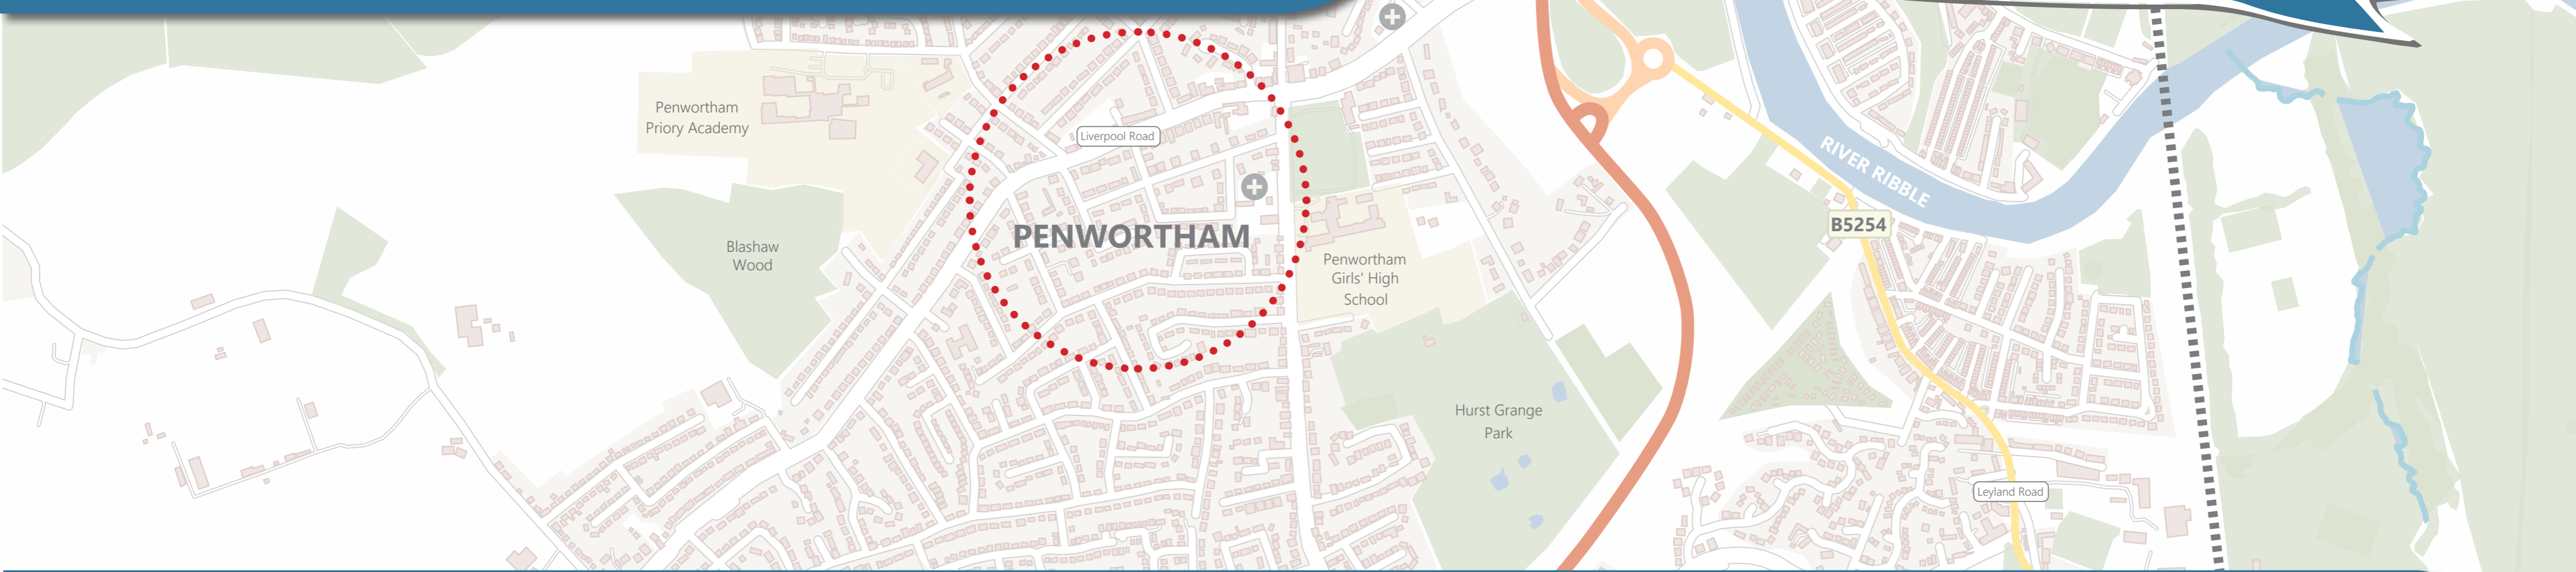 Penwortham
Priory Academy
Liverpool Road
RIVER RIBBLE
B5254
PENWORTHAM
Blashaw
Wood
Penwortham
Girls' High
School
Hurst Grange
Park
Leyland Road